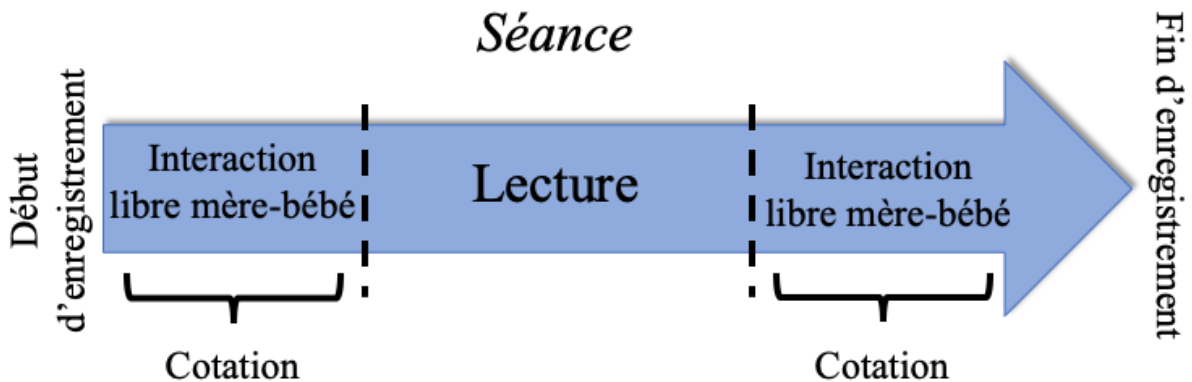 Séance
Début
d’enregistrement
Interaction
libre mère-bébé
Lecture
Interaction
libre mère-bébé
Fin d’enregistrement
Cotation
Cotation